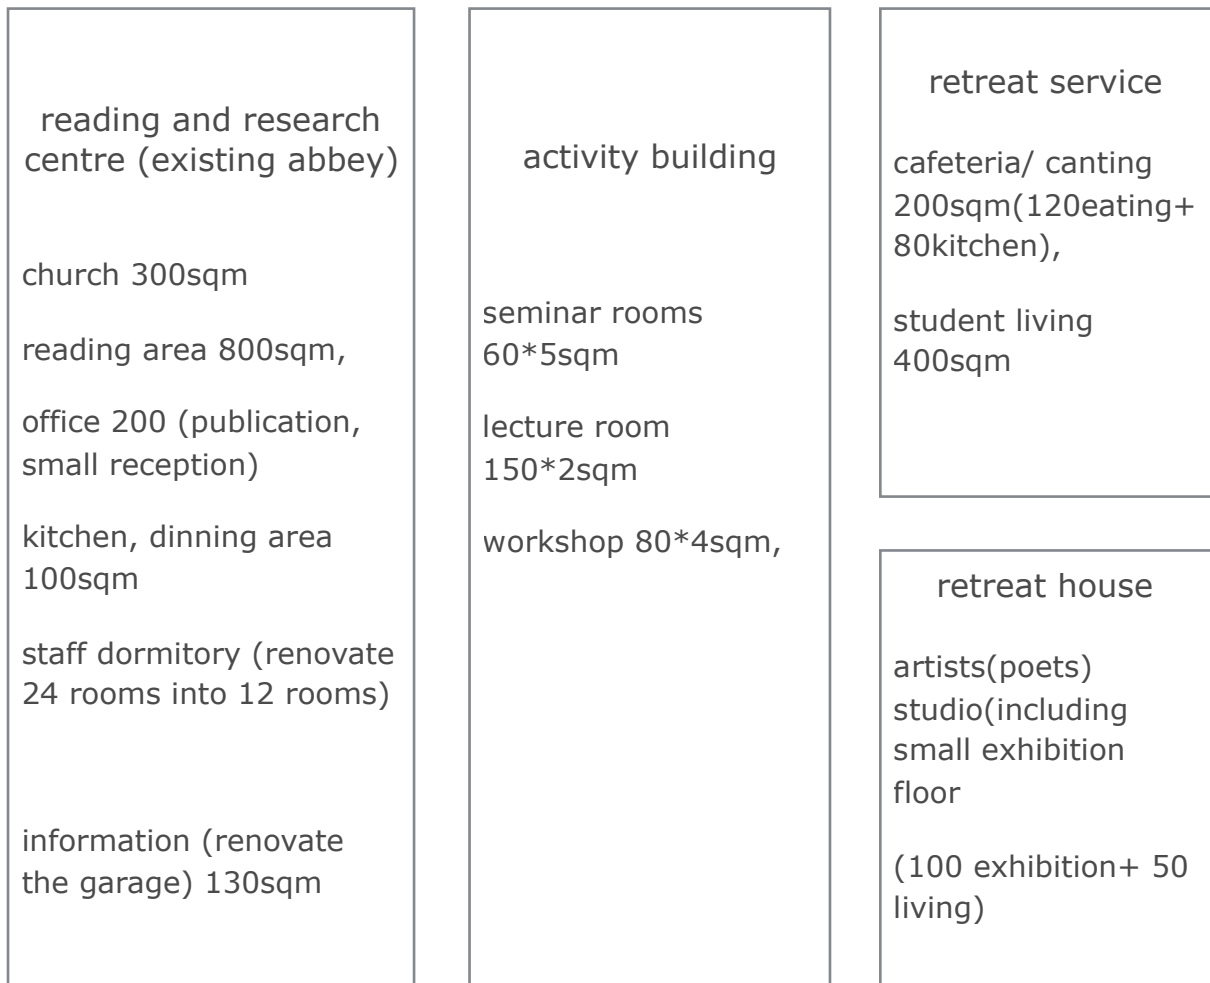 reading and research
centre (existing abbey)
church 300sqm
reading area 800sqm,
office 200 (publication,
small reception)
kitchen, dinning area
100sqm
staff dormitory (renovate
24 rooms into 12 rooms)
information (renovate
the garage) 130sqm
activity building
seminar rooms
60*5sqm
lecture room
150*2sqm
workshop 80*4sqm,
retreat service
cafeteria/ canting
200sqm(120eating+
80kitchen),
student living
400sqm
retreat house
artists(poets)
studio(including
small exhibition
floor
(100 exhibition+ 50
living)